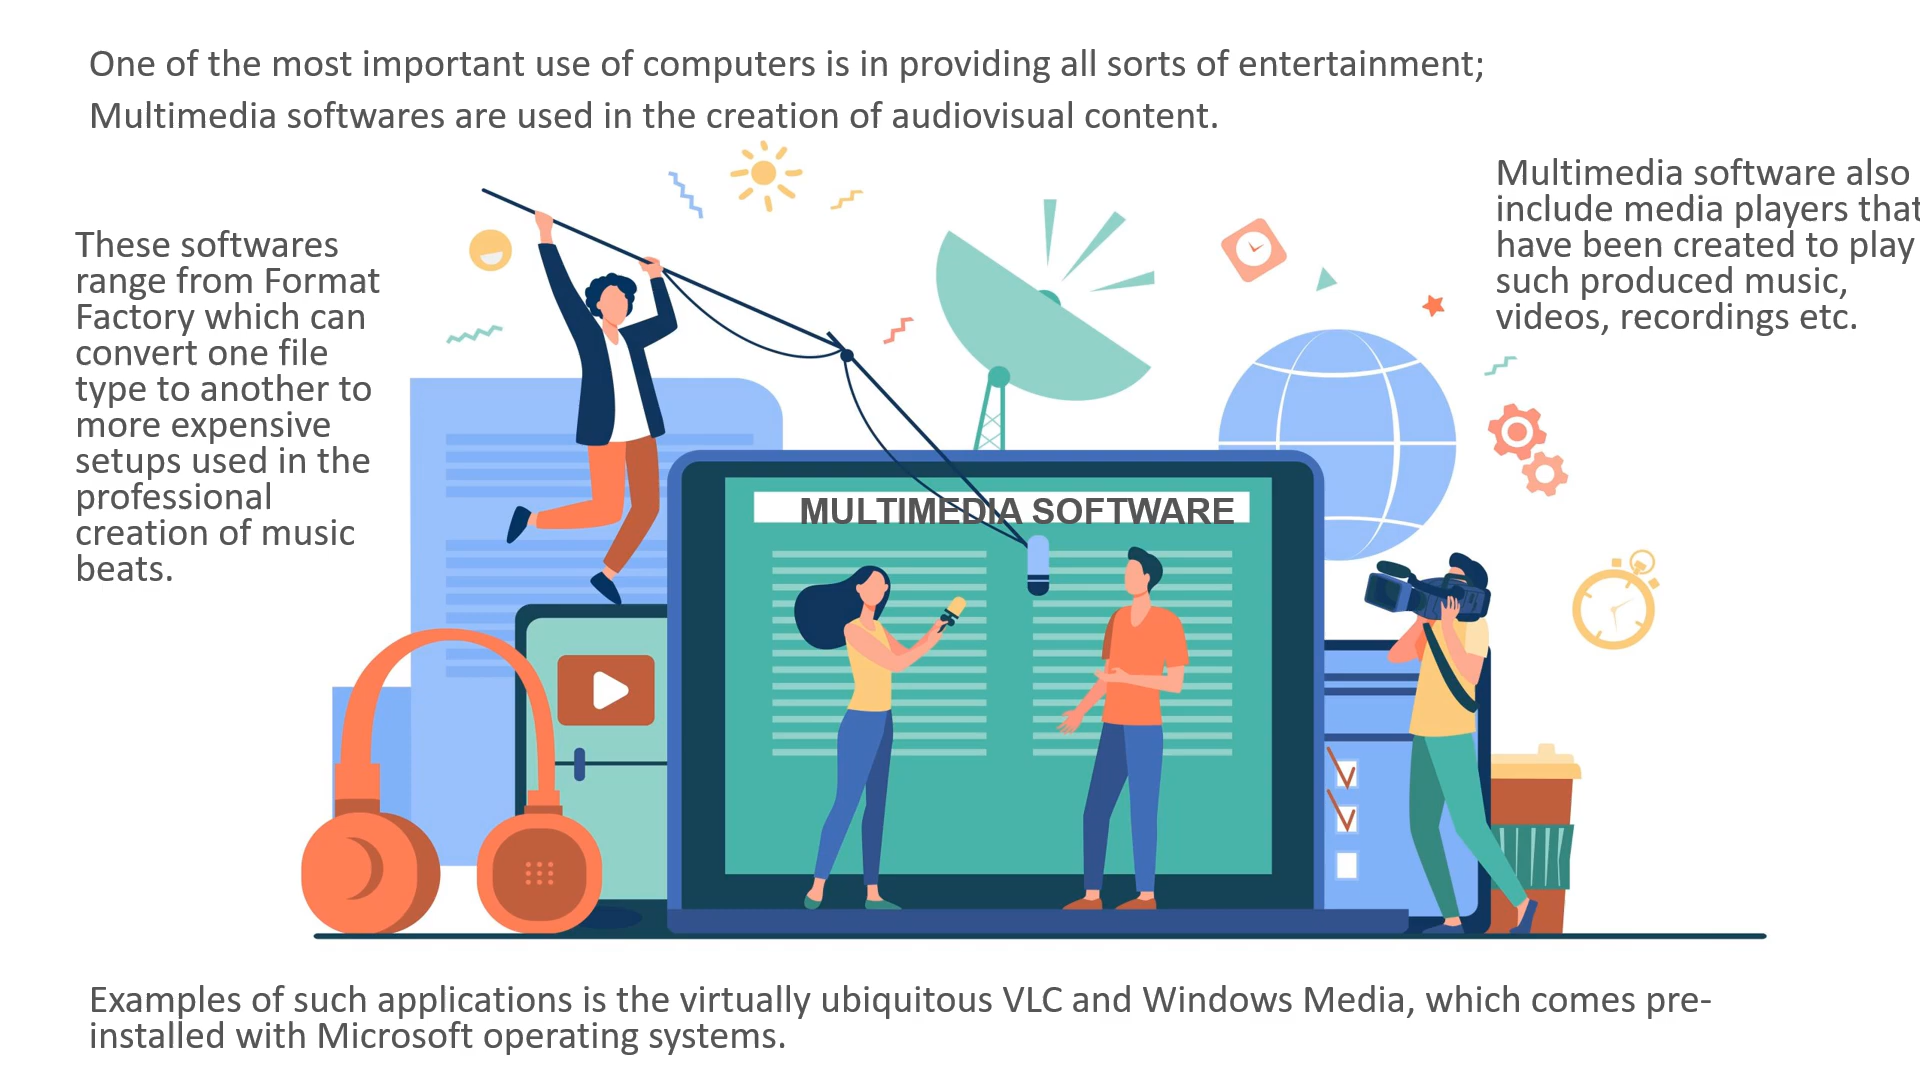 One of the most important use of computers is in providing all sorts of entertainment;
Multimedia softwares are used in the creation of audiovisual content.
These softwares
range from Format
Factory which can
convert one file
type to another to
more expensive
setups used in the
professional
creation of music
beats.
Multimedia software also
include media players that
have been created to play
such produced music,
videos, recordings etc.
MULTIMEDIA SOFTWARE
Examples of such applications is the virtually ubiquitous VLC and Windows Media, which comes pre-
installed with Microsoft operating systems.